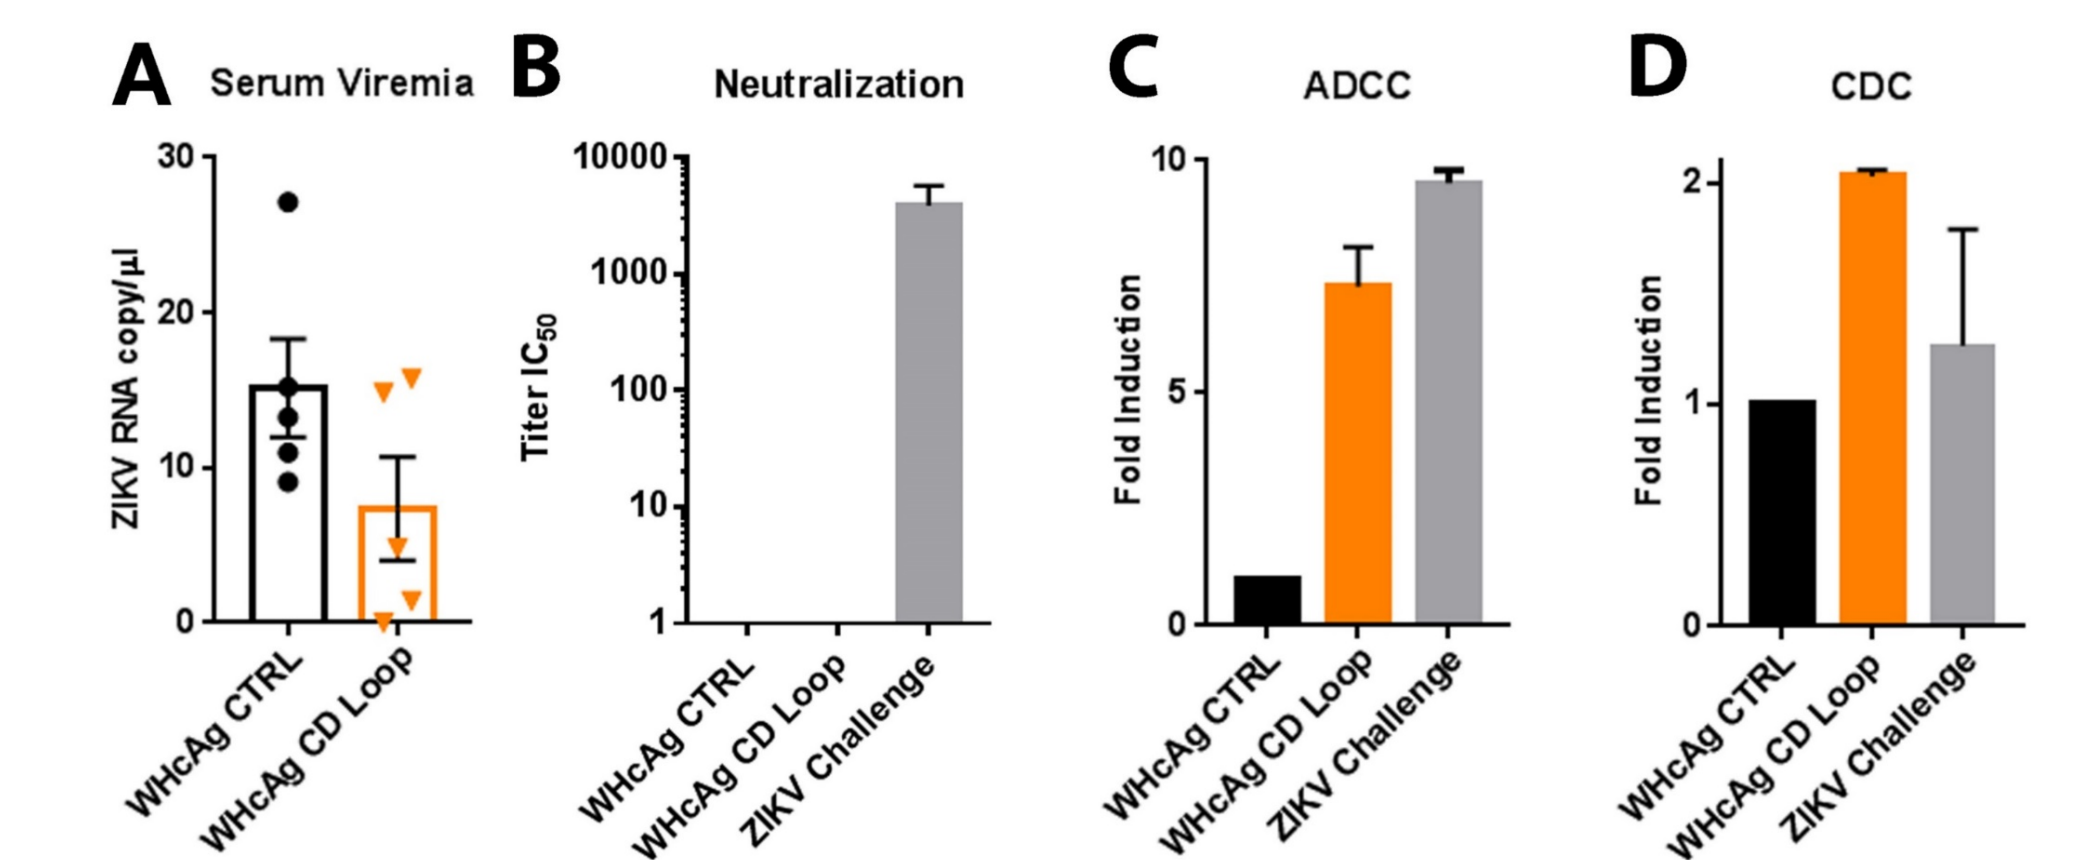 A Serum Viremia
ZIKV RNA copy/µl
30
20
10
0
WHcAg CTRL
WHcAg CD Loop
B Neutralization
Titer IC50
10000
1000
100
10
1
WHcAg CTRL
WHcAg CD Loop
ZIKV Challenge
C ADCC
Fold Induction
10
5
0
WHcAg CTRL
WHcAg CD Loop
ZIKV Challenge
D CDC
Fold Induction
2
1
0
WHcAg CTRL
WHcAg CD Loop
ZIKV Challenge